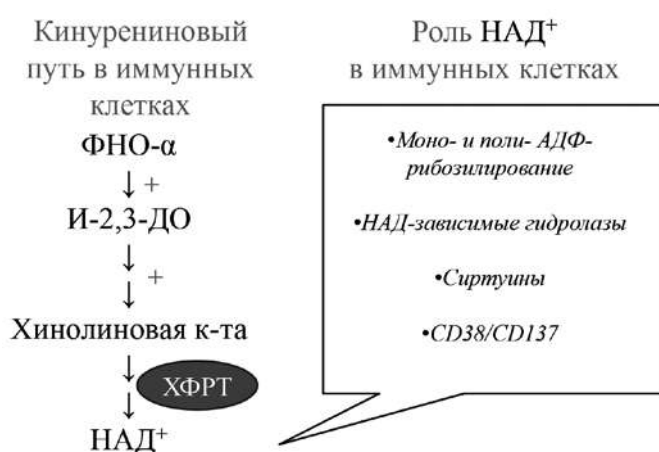 Кинурениновый
путь в иммунных
клетках
ФНО-α
↓ +
И-2,3-ДО
↓
↓ +
Хинолиновая к-та
↓
ХФРТ
↓
НАД⁺
Роль НАД⁺
в иммунных клетках
•Моно- и поли- АДФ-
рибозилирование
•НАД-зависимые гидролазы
•Сиртуины
•CD38/CD137